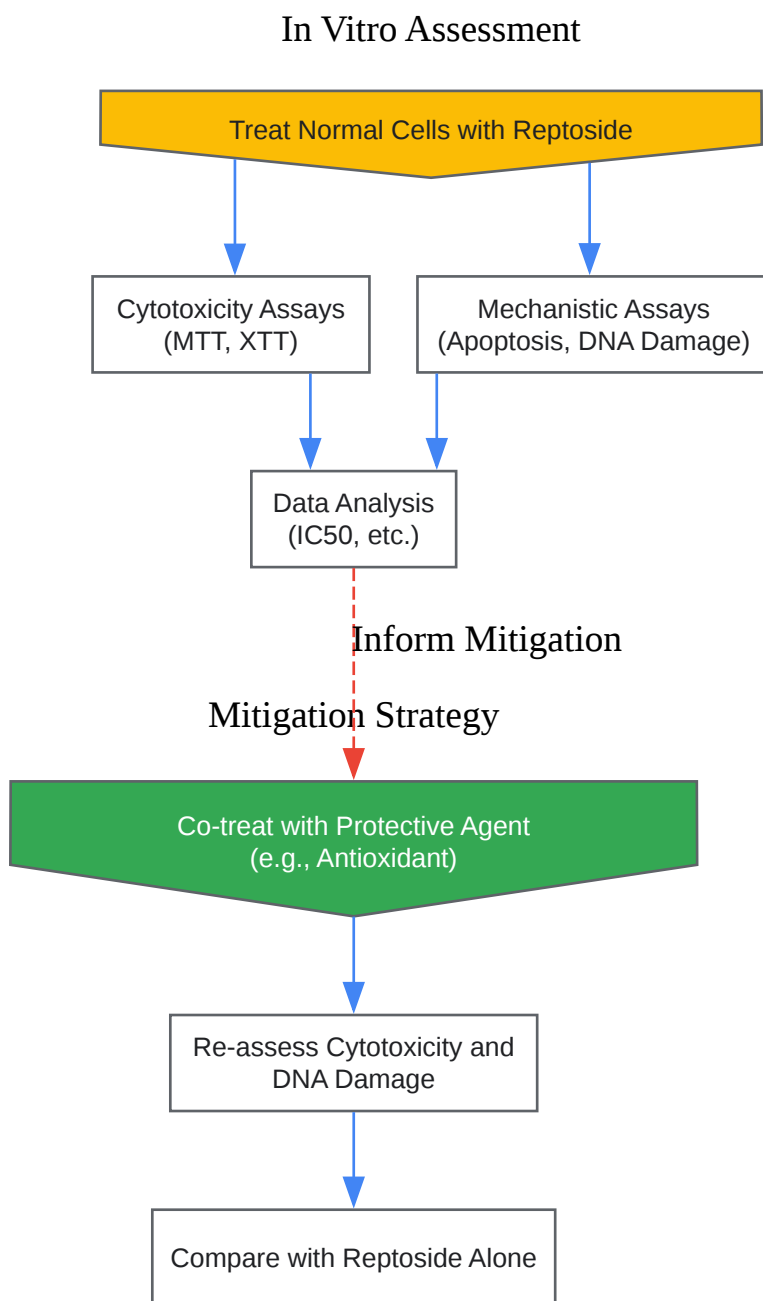 In Vitro Assessment
Treat Normal Cells with Reptoside
Cytotoxicity Assays
(MTT, XTT)
Mechanistic Assays
(Apoptosis, DNA Damage)
Data Analysis
(IC50, etc.)
Inform Mitigation
Mitigation Strategy
Co-treat with Protective Agent
(e.g., Antioxidant)
Re-assess Cytotoxicity and
DNA Damage
Compare with Reptoside Alone